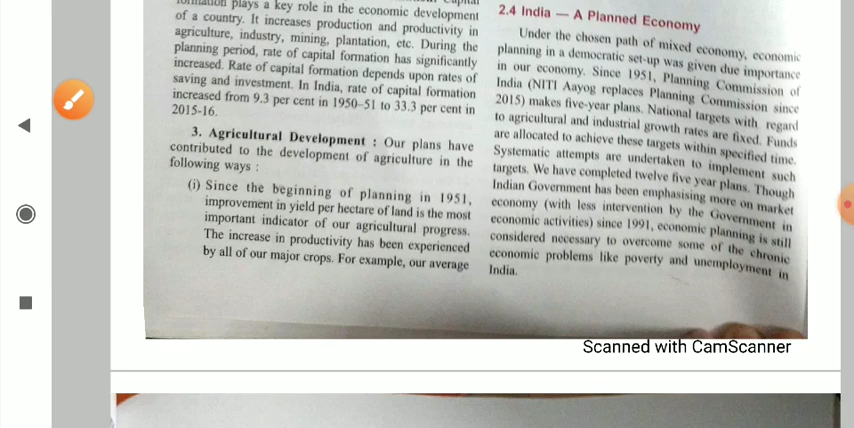 formation plays a key role in the economic development
of a country. It increases production and productivity in
agriculture, industry, mining, plantation, etc. During the
planning period, rate of capital formation has significantly
increased. Rate of capital formation depends upon rates of
saving and investment. In India, rate of capital formation
increased from 9.3 per cent in 1950–51 to 33.3 per cent in
2015-16.
3. Agricultural Development : Our plans have
contributed to the development of agriculture in the
following ways :
(i) Since the beginning of planning in 1951,
improvement in yield per hectare of land is the most
important indicator of our agricultural progress.
The increase in productivity has been experienced
by all of our major crops. For example, our average
2.4 India — A Planned Economy
Under the chosen path of mixed economy, economic
planning in a democratic set-up was given due importance
in our economy. Since 1951, Planning Commission of
India (NITI Aayog replaces Planning Commission since
2015) makes five-year plans. National targets with regard
to agricultural and industrial growth rates are fixed. Funds
are allocated to achieve these targets within specified time.
Systematic attempts are undertaken to implement such
targets. We have completed twelve five year plans. Though
Indian Government has been emphasising more on market
economy (with less intervention by the Government in
economic activities) since 1991, economic planning is still
considered necessary to overcome some of the chronic
economic problems like poverty and unemployment in
India.
Scanned with CamScanner